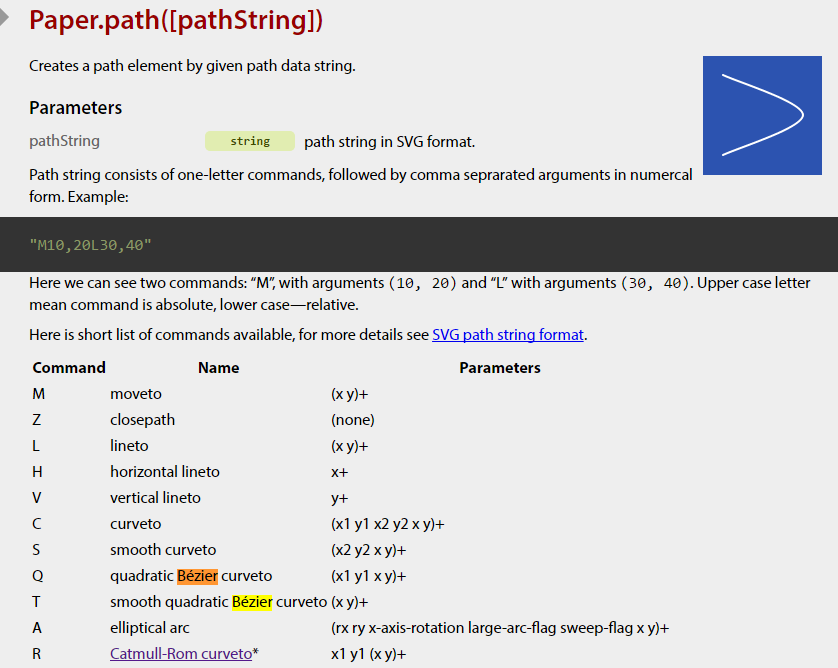 Paper.path([pathString])
Creates a path element by given path data string.
Parameters
pathString string path string in SVG format.
Path string consists of one-letter commands, followed by comma seprarated arguments in numercal
form. Example:
"M10,20L30,40"
Here we can see two commands: “M”, with arguments (10, 20) and “L” with arguments (30, 40). Upper case letter
mean command is absolute, lower case—relative.
Here is short list of commands available, for more details see SVG path string format.
Command Name Parameters
M moveto (x y)+
Z closepath (none)
L lineto (x y)+
H horizontal lineto x+
V vertical lineto y+
C curveto (x1 y1 x2 y2 x y)+
S smooth curveto (x2 y2 x y)+
Q quadratic Bézier curveto (x1 y1 x y)+
T smooth quadratic Bézier curveto (x y)+
A elliptical arc (rx ry x-axis-rotation large-arc-flag sweep-flag x y)+
R Catmull-Rom curveto* x1 y1 (x y)+